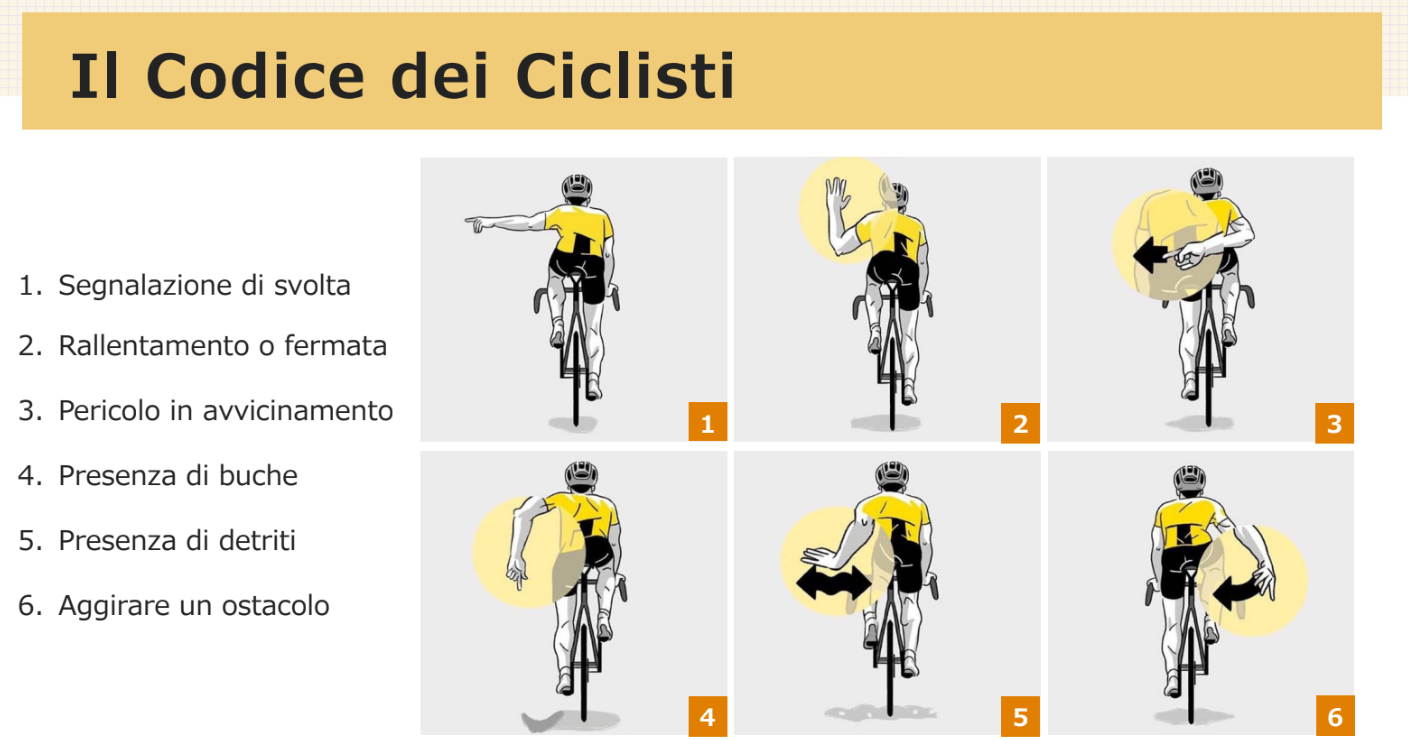 Il Codice dei Ciclisti
1. Segnalazione di svolta
2. Rallentamento o fermata
3. Pericolo in avvicinamento
4. Presenza di buche
5. Presenza di detriti
6. Aggirare un ostacolo
1
2
3
4
5
6